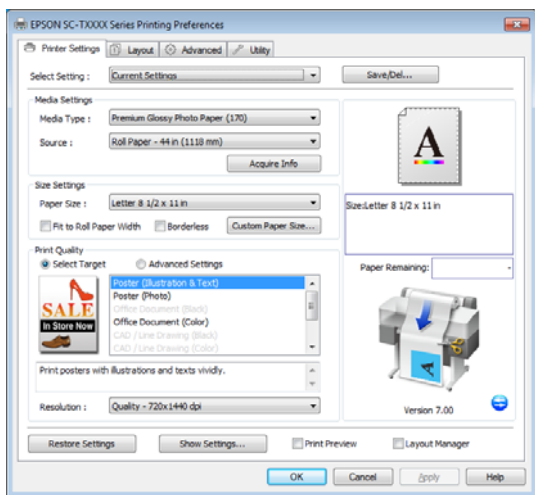 EPSON SC-TXXXX Series Printing Preferences
Printer Settings Layout Advanced Utility
Select Setting : Current Settings Save/Del...
Media Settings
Media Type : Premium Glossy Photo Paper (170)
Source : Roll Paper - 44 in (1118 mm)
Acquire Info
A
Size Settings
Paper Size : Letter 8 1/2 x 11 in
Fit to Roll Paper Width Borderless Custom Paper Size...
Size:Letter 8 1/2 x 11 in
Print Quality
Select Target Advanced Settings
SALE
In Store Now
Poster (Illustration & Text)
Poster (Photo)
Office Document (Black)
Office Document (Color)
CAD / Line Drawing (Black)
CAD / Line Drawing (Color)
Print posters with illustrations and texts vividly.
Resolution : Quality - 720x1440 dpi
Paper Remaining: -
A
Version 7.00
Restore Settings Show Settings... Print Preview Layout Manager
OK Cancel Apply Help